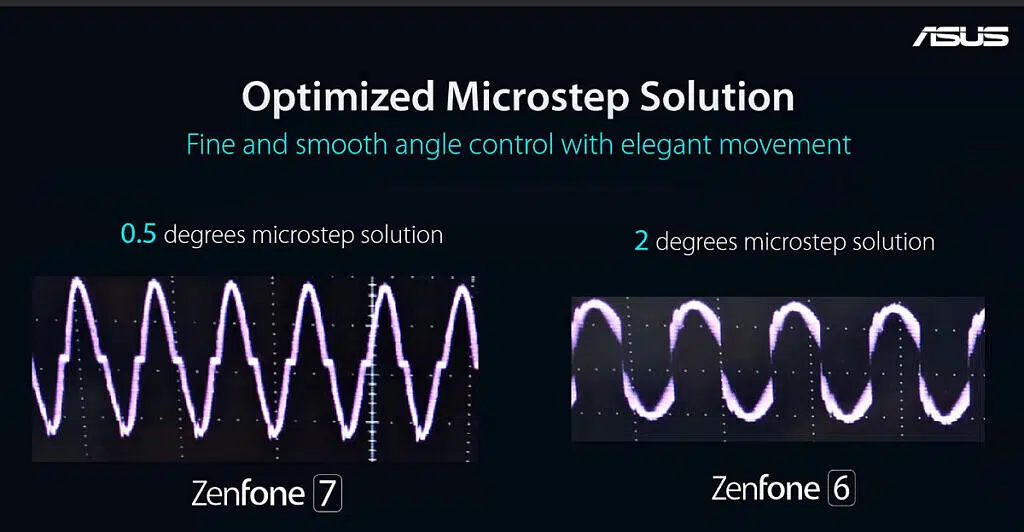 ASUS
Optimized Microstep Solution
Fine and smooth angle control with elegant movement
0.5 degrees microstep solution
2 degrees microstep solution
Zenfone 7
Zenfone 6